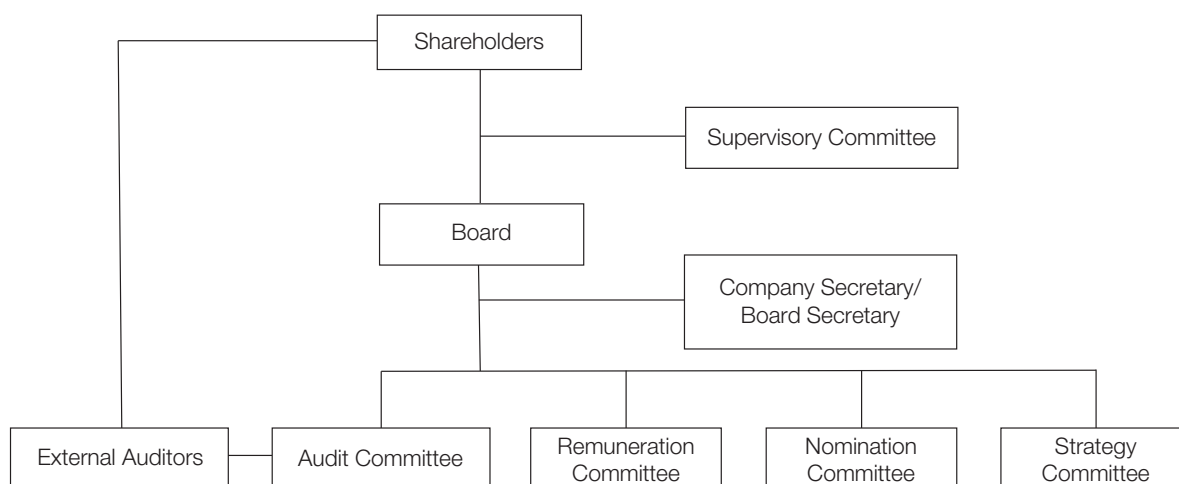 Shareholders
Supervisory Committee
Board
Company Secretary/
Board Secretary
External Auditors
Audit Committee
Remuneration
Committee
Nomination
Committee
Strategy
Committee